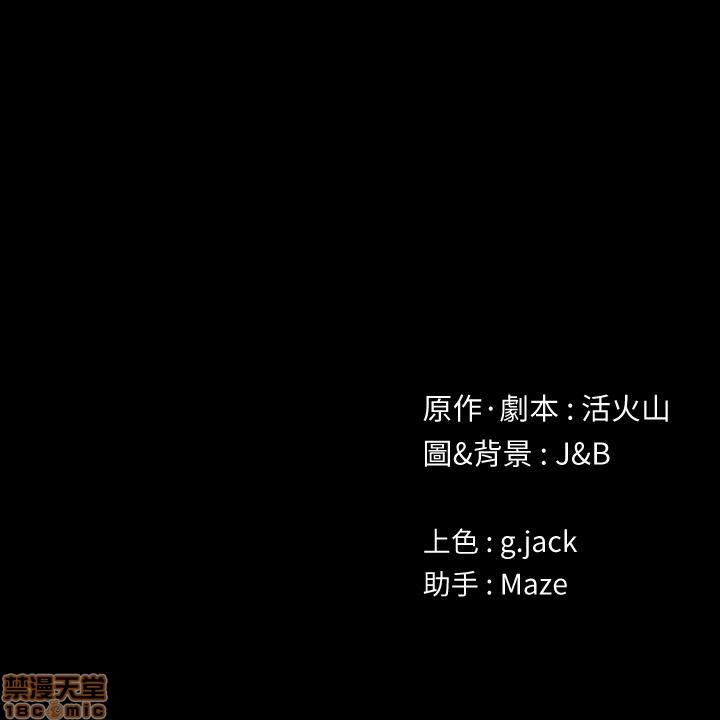 原作·劇本 : 活火山
圖&背景 : J&B
上色 : g.jack
助手 : Maze
禁漫天堂
18comic